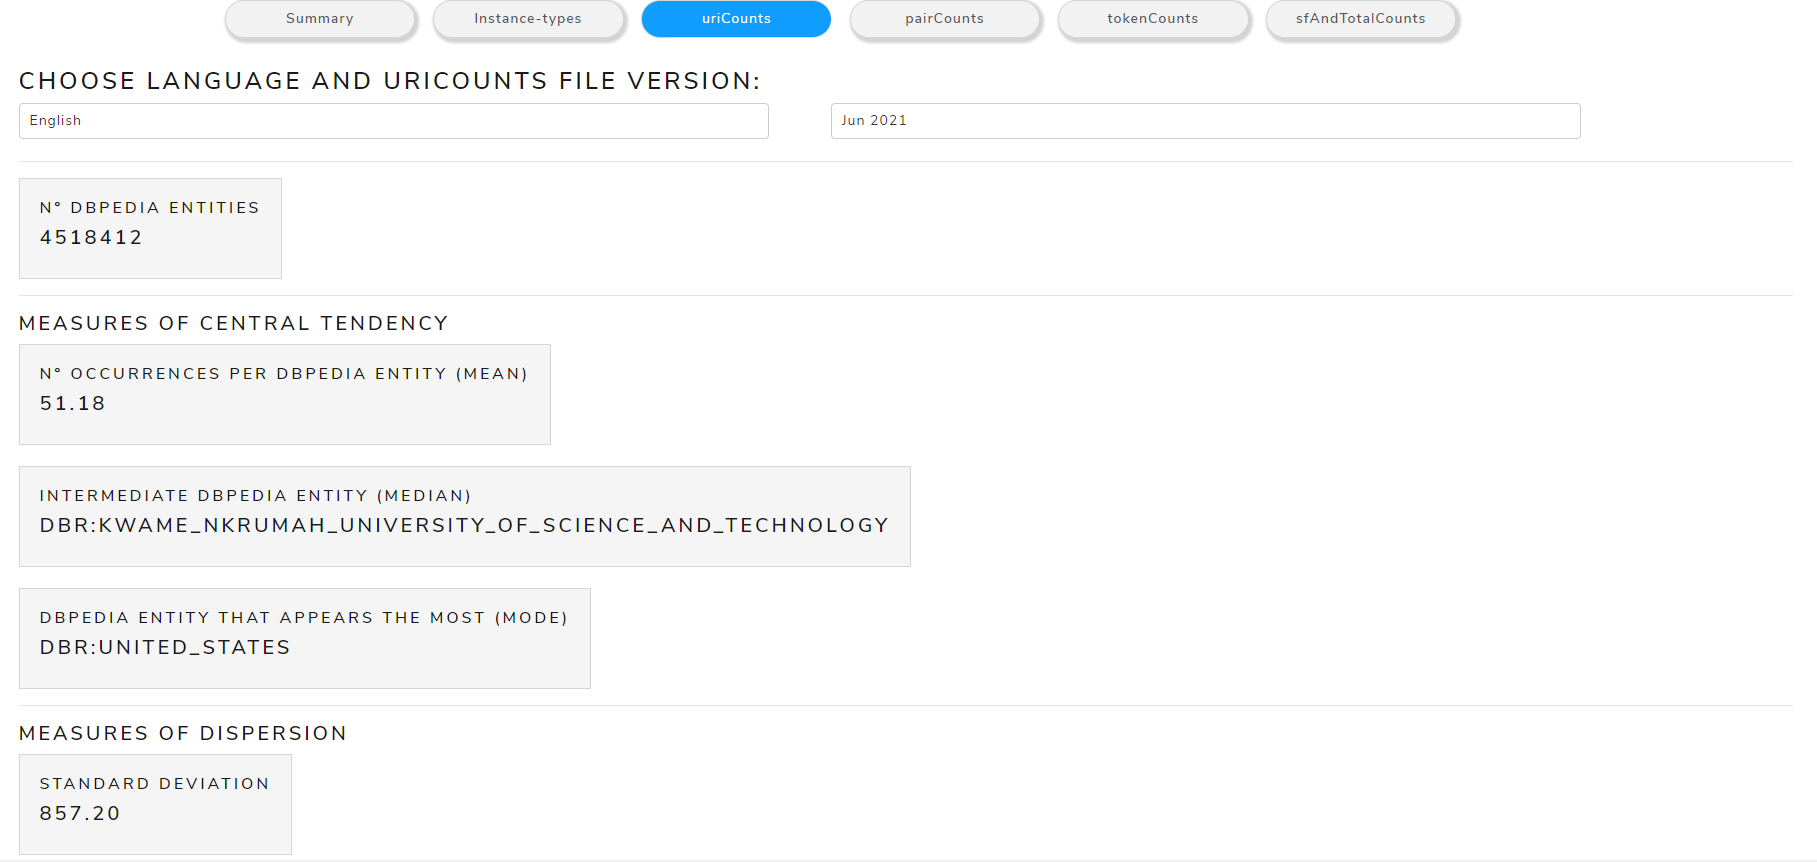 Summary Instance-types uriCounts pairCounts tokenCounts sfAndTotalCounts
CHOOSE LANGUAGE AND URICOUNTS FILE VERSION:
English Jun 2021
N° DBPEDIA ENTITIES
4518412
MEASURES OF CENTRAL TENDENCY
N° OCCURRENCES PER DBPEDIA ENTITY (MEAN)
51.18
INTERMEDIATE DBPEDIA ENTITY (MEDIAN)
DBR:KWAME_NKRUMAH_UNIVERSITY_OF_SCIENCE_AND_TECHNOLOGY
DBPEDIA ENTITY THAT APPEARS THE MOST (MODE)
DBR:UNITED_STATES
MEASURES OF DISPERSION
STANDARD DEVIATION
857.20